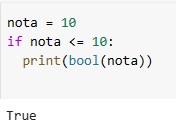 nota = 10
if nota <= 10:
  print(bool(nota))
True